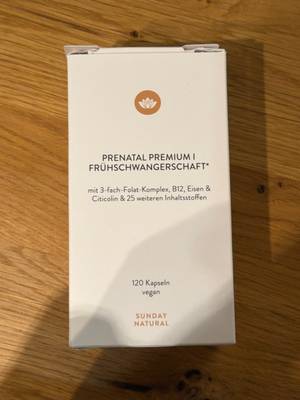 PRENATAL PREMIUM I
FRÜHSCHWANGERSCHAFT*
mit 3-fach-Folat-Komplex, B12, Eisen &
Citicolin & 25 weiteren Inhaltsstoffen
120 Kapseln
vegan
SUNDAY
NATURAL